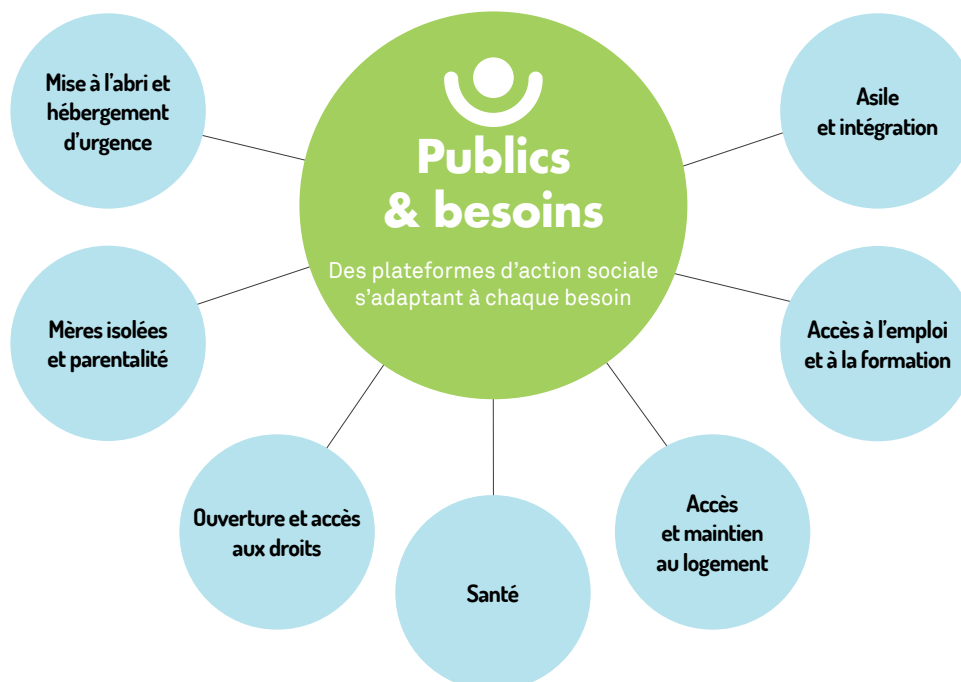 Publics
& besoins
Des plateformes d'action sociale
s'adaptant à chaque besoin
Mise à l'abri et
hébergement
d'urgence
Asile
et intégration
Mères isolées
et parentalité
Accès à l'emploi
et à la formation
Ouverture et accès
aux droits
Accès
et maintien
au logement
Santé